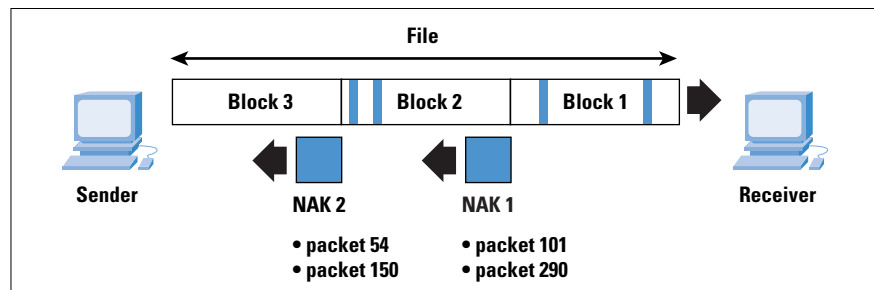 File
Block 3 Block 2 Block 1
Sender
Receiver
NAK 2
• packet 54
• packet 150
NAK 1
• packet 101
• packet 290